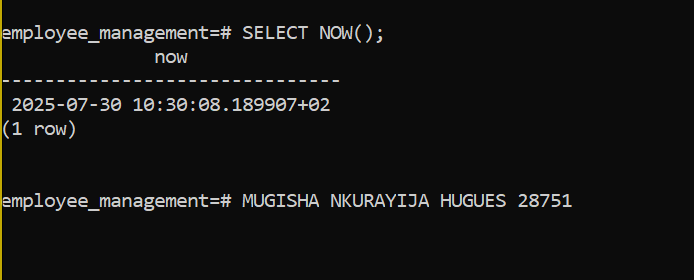 employee_management=# SELECT NOW();
now
-------------------------------
2025-07-30 10:30:08.189907+02
(1 row)
employee_management=# MUGISHA NKURAYIJA HUGUES 28751